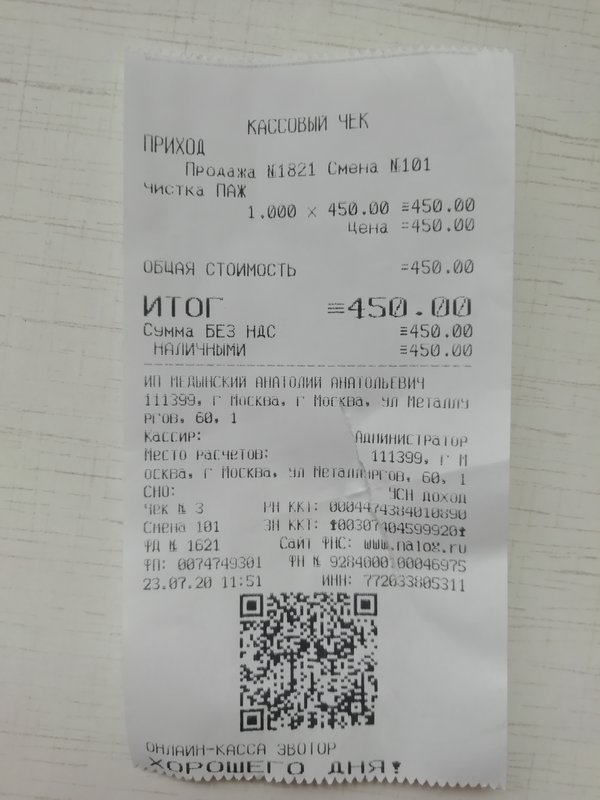 КАССОВЫЙ ЧЕК
ПРИХОД
Продажа №1821 Смена №101
Чистка ПАЖ
1.000 × 450.00 ≡450.00
Цена =450.00
ОБЩАЯ СТОИМОСТЬ =450.00
ИТОГ ≡450.00
Сумма БЕЗ НДС ≡450.00
НАЛИЧНЫМИ ≡450.00
ИП МЕДЫНСКИЙ АНАТОЛИЙ АНАТОЛЬЕВИЧ
111399, г Москва, г Москва, ул Металлу
ргов, 60, 1
Кассир: Администратор
Место расчетов: 111399, г М
осква, г Москва, ул Металлургов, 60, 1
СНО: УСН доход
Чек № 3 РН ККТ: 0004474384010890
Смена 101 ЗН ККТ:
ФД № 1621 Сайт ФНС: www.nalog.ru
ФП: 0074749301 ФН № 9284000100046975
23.07.20 11:51 ИНН: 772033805311
ОНЛАЙН-КАССА ЭВОТОР
ХОРОШЕГО ДНЯ!